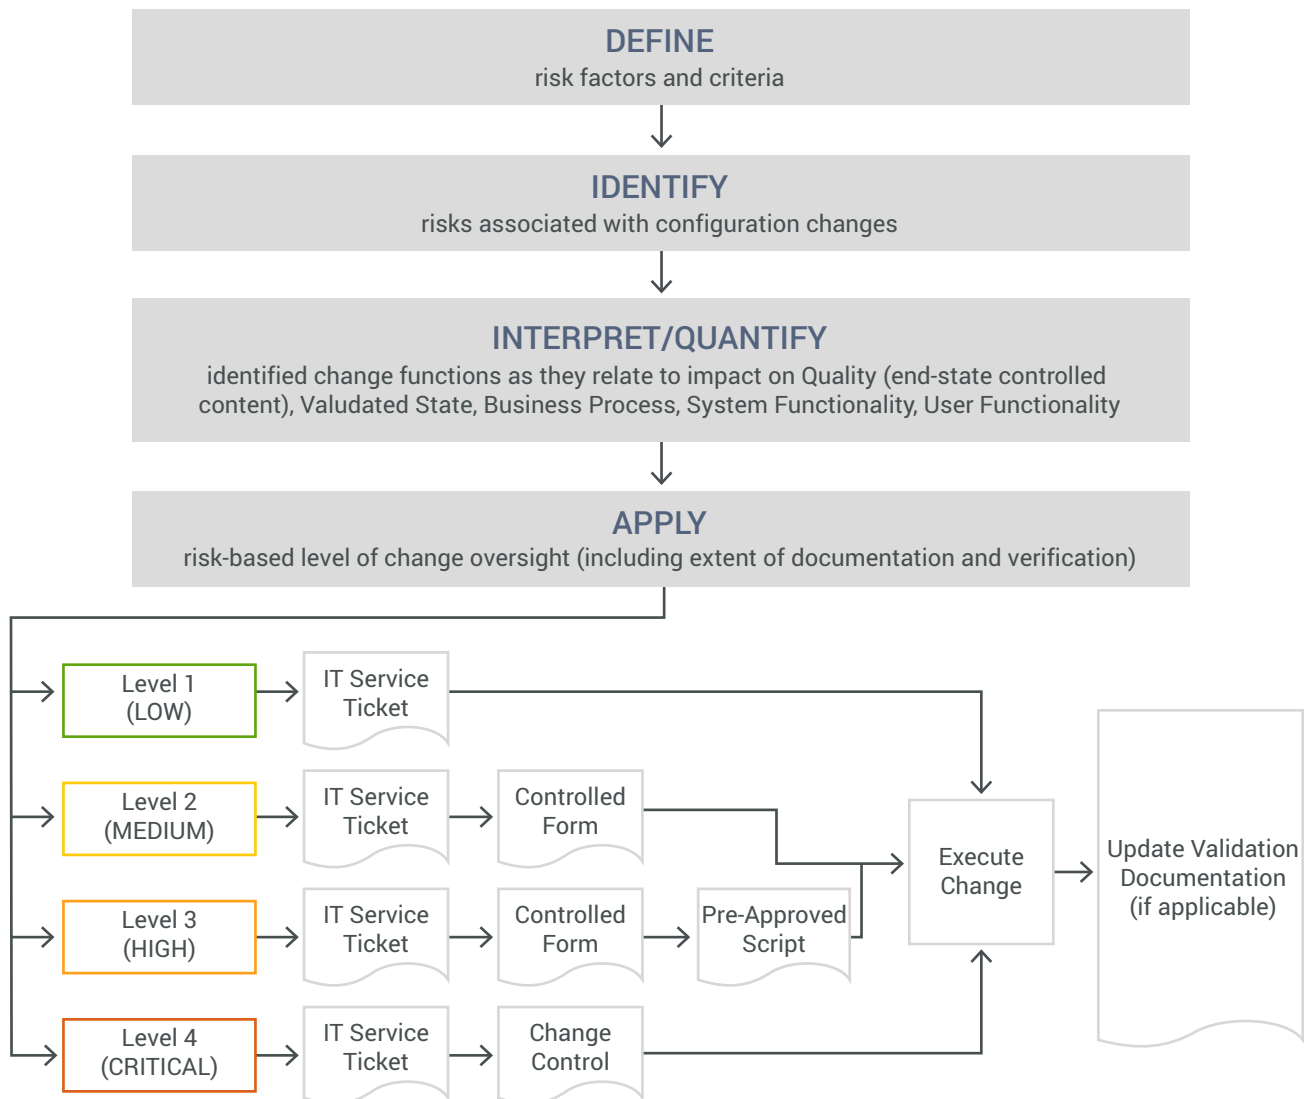 DEFINE
risk factors and criteria
IDENTIFY
risks associated with configuration changes
INTERPRET/QUANTIFY
identified change functions as they relate to impact on Quality (end-state controlled
content), Valudated State, Business Process, System Functionality, User Functionality
APPLY
risk-based level of change oversight (including extent of documentation and verification)
Level 1
(LOW)
IT Service
Ticket
Level 2
(MEDIUM)
IT Service
Ticket
Controlled
Form
Level 3
(HIGH)
IT Service
Ticket
Controlled
Form
Pre-Approved
Script
Level 4
(CRITICAL)
IT Service
Ticket
Change
Control
Execute
Change
Update Validation
Documentation
(if applicable)